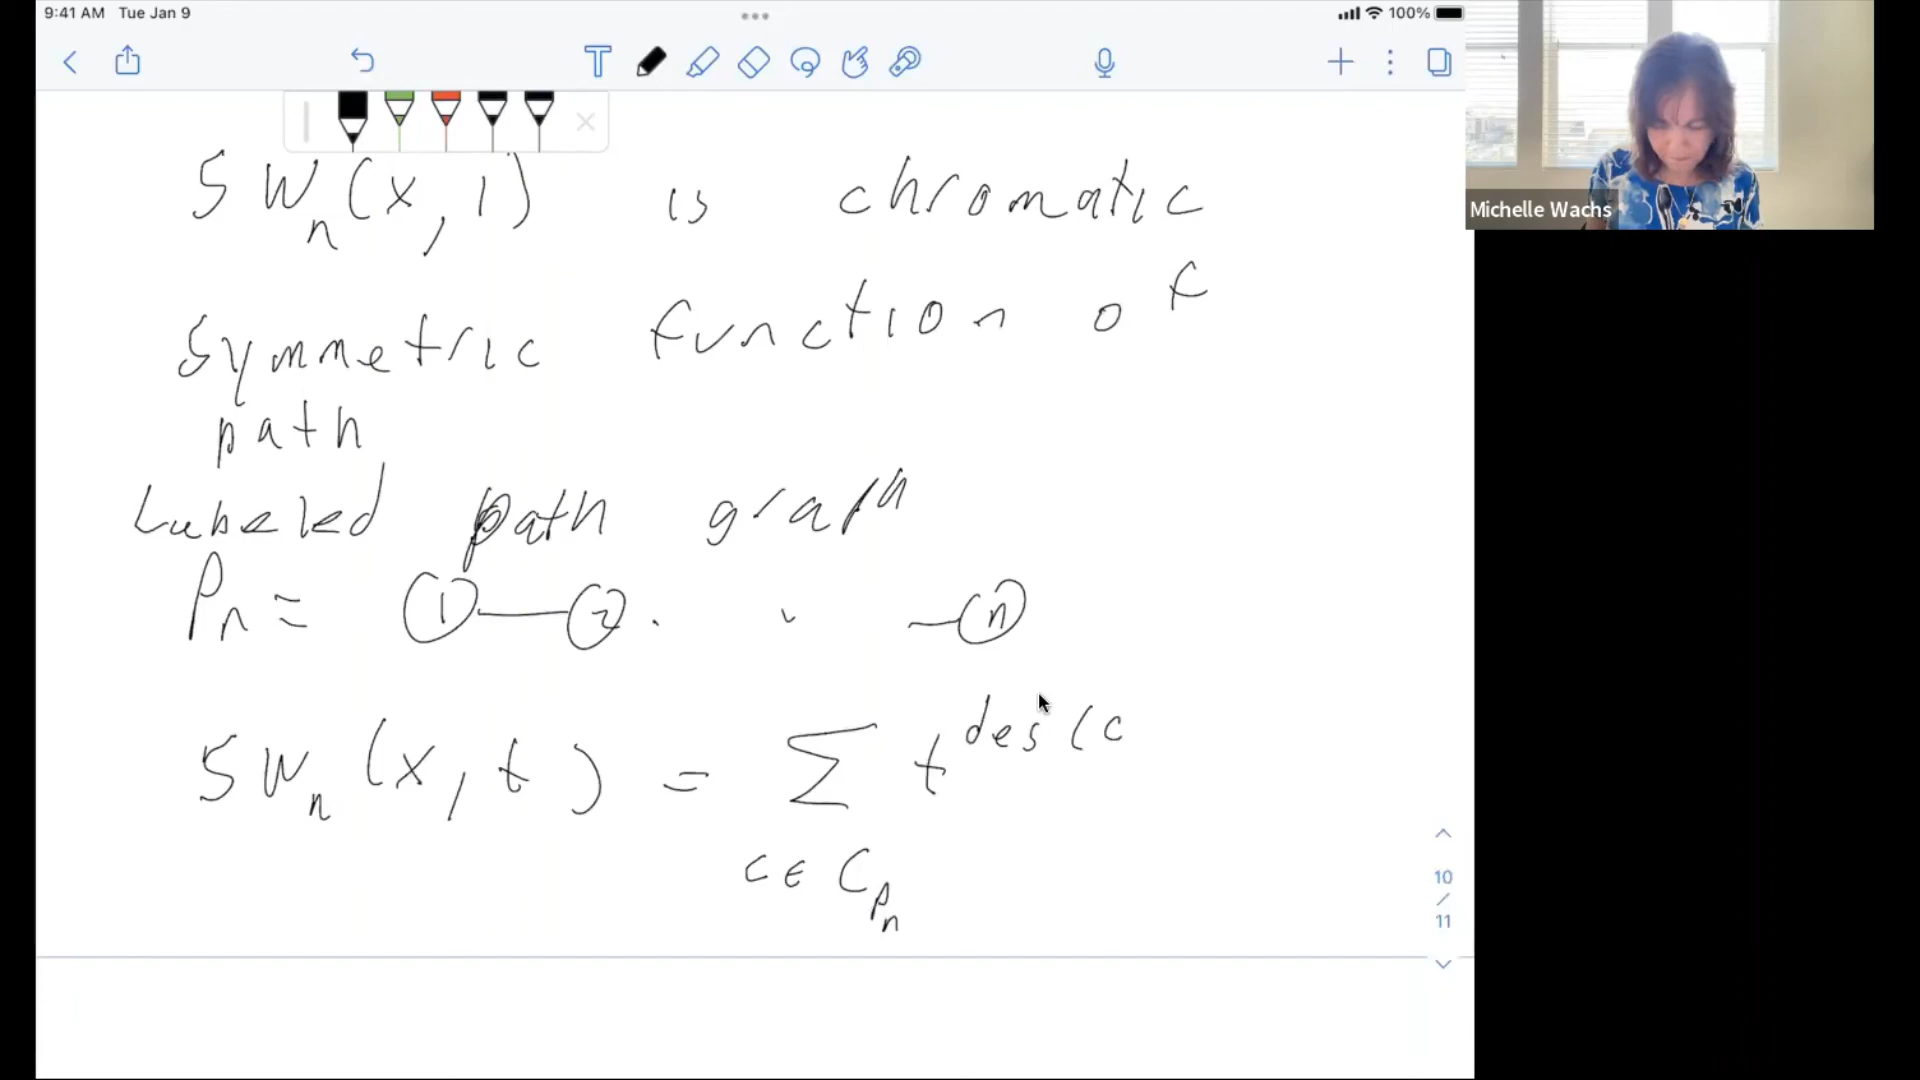 9:41 AM Tue Jan 9
100%
SW_n(x,1) is chromatic
Symmetric function of
path
Labeled path graph
P_n = 1 — 2 . . — n
SW_n(x,t) = Σ t^des(c
c ∈ C_{P_n}
10
/
11
Michelle Wachs